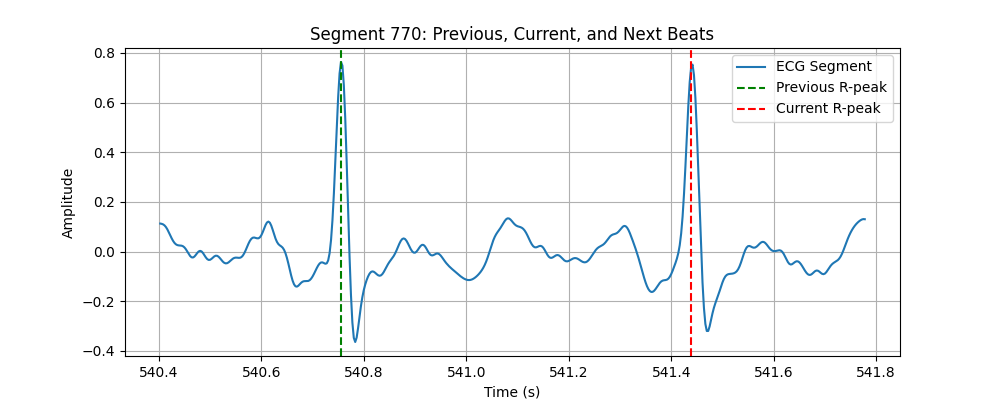 Segment 770: Previous, Current, and Next Beats
ECG Segment
Previous R-peak
Current R-peak
Amplitude
0.8
0.6
0.4
0.2
0.0
−0.2
−0.4
540.4 540.6 540.8 541.0 541.2 541.4 541.6 541.8
Time (s)